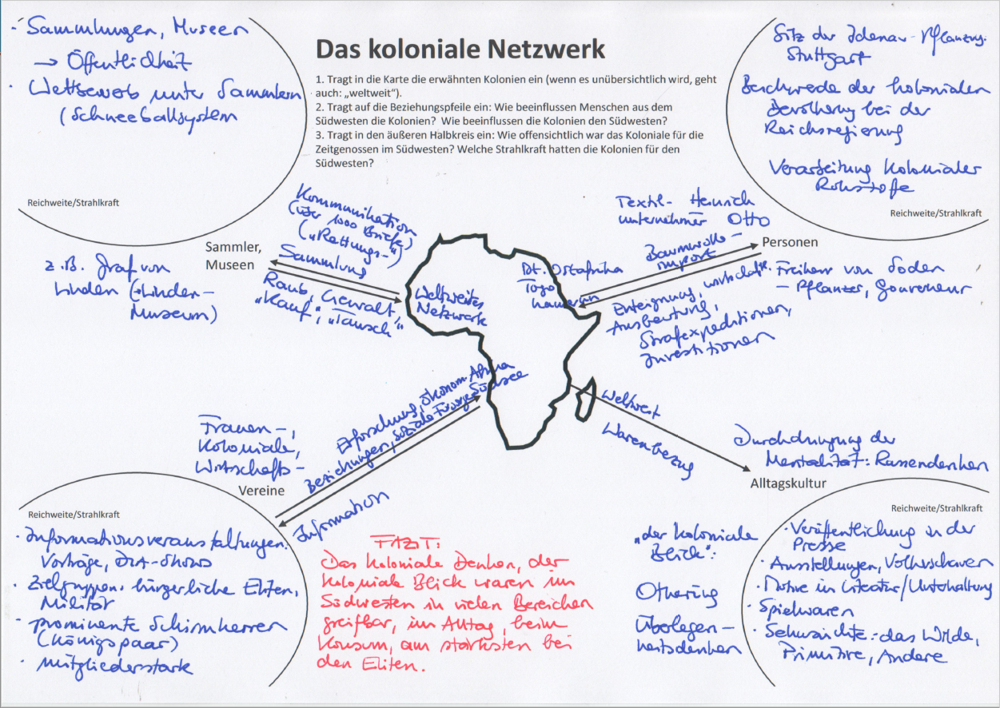 Das koloniale Netzwerk
1. Tragt in die Karte die erwähnten Kolonien ein (wenn es unübersichtlich wird, geht
auch: „weltweit").
2. Tragt auf die Beziehungspfeile ein: Wie beeinflussen Menschen aus dem
Südwesten die Kolonien? Wie beeinflussen die Kolonien den Südwesten?
3. Tragt in den äußeren Halbkreis ein: Wie offensichtlich war das Koloniale für die
Zeitgenossen im Südwesten? Welche Strahlkraft hatten die Kolonien für den
Südwesten?
· Sammlungen, Museen
→ Öffentlichkeit
· Wettbewerb unter Sammlern
(Schneeballsystem
Reichweite/Strahlkraft
Sitz der Idenau-Pflanzung:
Stuttgart
Beschwerde der kolonialen
Bevölkerung bei der
Reichsregierung
Verarbeitung kolonialer
Rohstoffe
Reichweite/Strahlkraft
Sammler,
Museen
z.B. Graf von
Linden (→Linden-
Museum)
Kommunikation
(über 1000 Briefe)
(„Rettungs-")
Sammlung
Raub, Gewalt,
„Kauf", „Tausch"
Weltweites
Netzwerk
Dt. Ostafrika
Togo
Kamerun
Textil- Heinrich
unternehmer Otto
Baumwoll-
import
Personen
Freiherr von Soden
– Pflanzer, Gouverneur
Enteignung, wirtschaftl.
Ausbeutung,
Strafexpeditionen,
Investitionen
Frauen-,
Koloniale,
Wirtschafts-
Vereine
Erforschung, ökonom. Afrika
Beziehungen, soziale Fürsorge Südsee
Information
Weltweit
Warenbezug
Durchdringung der
Mentalität: Rassendenken
Alltagskultur
Reichweite/Strahlkraft
· Informationsveranstaltungen:
Vorträge, DIA-Shows
· Zielgruppen: bürgerliche Eliten,
Militär
· prominente Schirmherren
(Königspaar)
· mitgliederstark
FAZIT:
Das koloniale Denken, der
koloniale Blick waren im
Südwesten in vielen Bereichen
greifbar, im Alltag, beim
Konsum, am stärksten bei
den Eliten.
„der koloniale
Blick":
Othering
Überlegen-
heitsdenken
Reichweite/Strahlkraft
· Veröffentlichung in der
Presse
· Ausstellungen, Völkerschauen
· Motive in Literatur/Unterhaltung
· Spielwaren
· Sehnsüchte: das Wilde,
Primitive, Andere